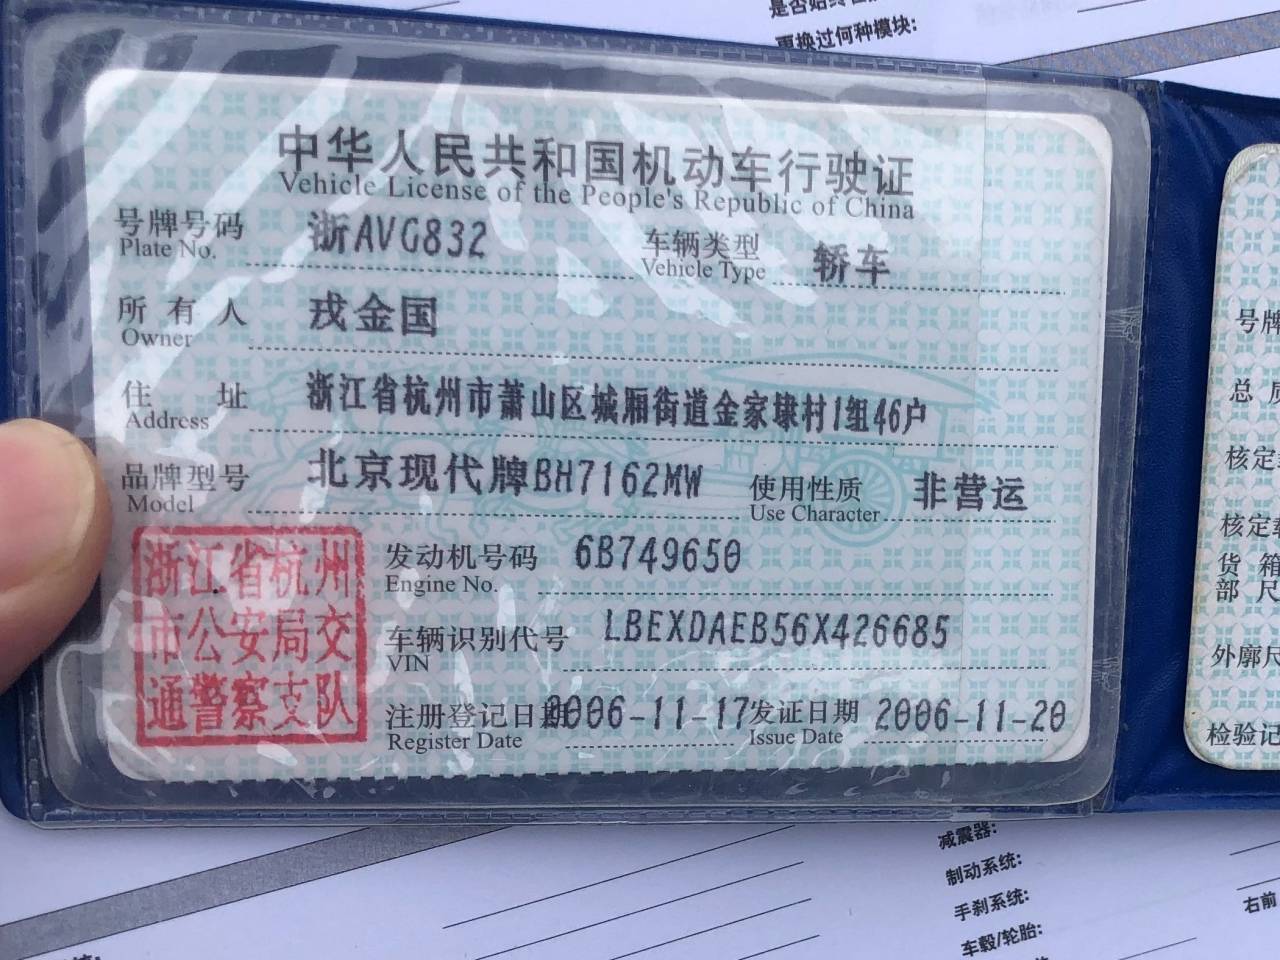 是否始终在
更换过何种模块:
中华人民共和国机动车行驶证
Vehicle License of the People's Republic of China
号牌号码 浙AVG832 车辆类型 轿车
Plate No. Vehicle Type
所有人 戎金国
Owner
住址 浙江省杭州市萧山区城厢街道金家埭村1组46户
Address
品牌型号 北京现代牌BH7162MW 使用性质 非营运
Model Use Character
浙江省杭州
市公安局交
通警察支队
发动机号码 6B749650
Engine No.
车辆识别代号 LBEXDAEB56X426685
VIN
注册登记日期 2006-11-17 发证日期 2006-11-20
Register Date Issue Date
号牌
总质
核定
核定
货箱
部尺
外廓尺
检验记
减震器:
制动系统:
手刹系统:
车毂/轮胎:
右前